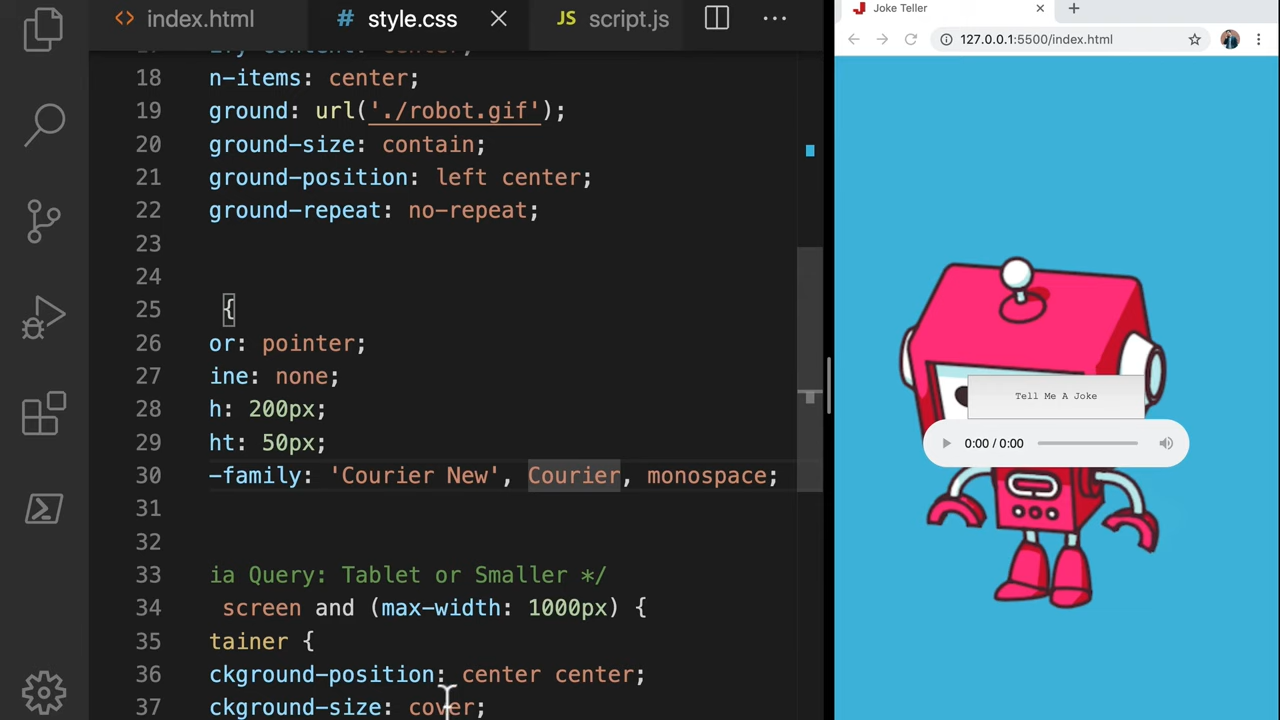 index.html
# style.css
JS script.js
18 n-items: center;
19 ground: url('./robot.gif');
20 ground-size: contain;
21 ground-position: left center;
22 ground-repeat: no-repeat;
23
24
25 {
26 or: pointer;
27 ine: none;
28 h: 200px;
29 ht: 50px;
30 -family: 'Courier New', Courier, monospace;
31
32
33 ia Query: Tablet or Smaller */
34 screen and (max-width: 1000px) {
35 tainer {
36 ckground-position: center center;
37 ckground-size: cover;
Joke Teller
127.0.0.1:5500/index.html
Tell Me A Joke
0:00 / 0:00